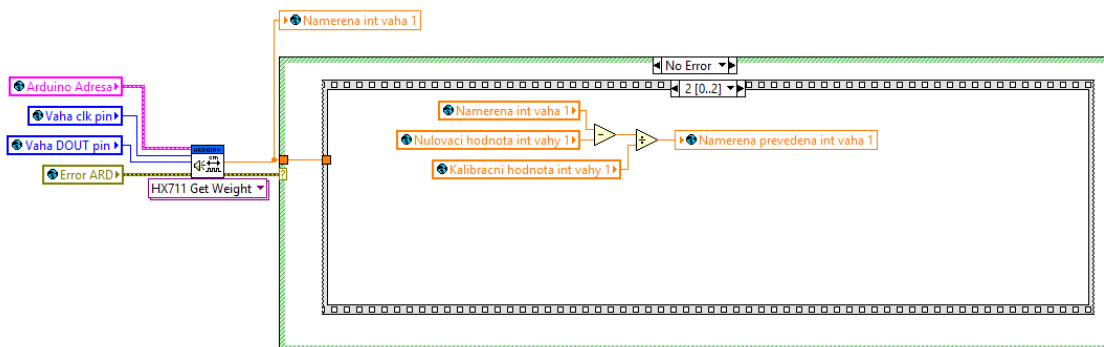 Namerena int vaha 1
No Error
2 [0..2]
Arduino Adresa
Vaha clk pin
Vaha DOUT pin
Error ARD
ARDUINO
cm
HX711 Get Weight
?
Namerena int vaha 1
Nulovaci hodnota int vahy 1
Kalibracni hodnota int vahy 1
Namerena prevedena int vaha 1